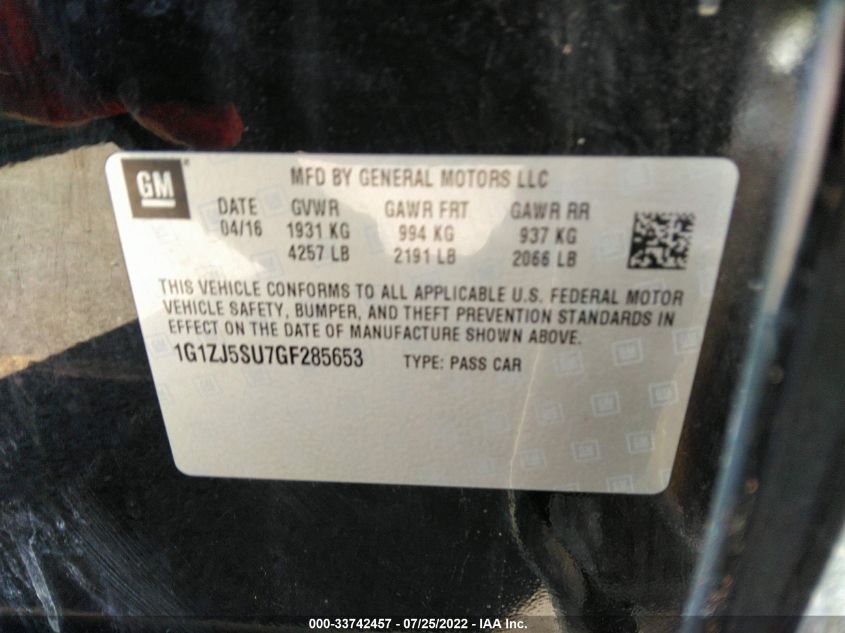 GM
MFD BY GENERAL MOTORS LLC
DATE GVWR GAWR FRT GAWR RR
04/16 1931 KG 994 KG 937 KG
4257 LB 2191 LB 2066 LB
THIS VEHICLE CONFORMS TO ALL APPLICABLE U.S. FEDERAL MOTOR
VEHICLE SAFETY, BUMPER, AND THEFT PREVENTION STANDARDS IN
EFFECT ON THE DATE OF MANUFACTURE SHOWN ABOVE.
1G1ZJ5SU7GF285653 TYPE: PASS CAR
000-33742457 / 07/25/2022 - IAA Inc.